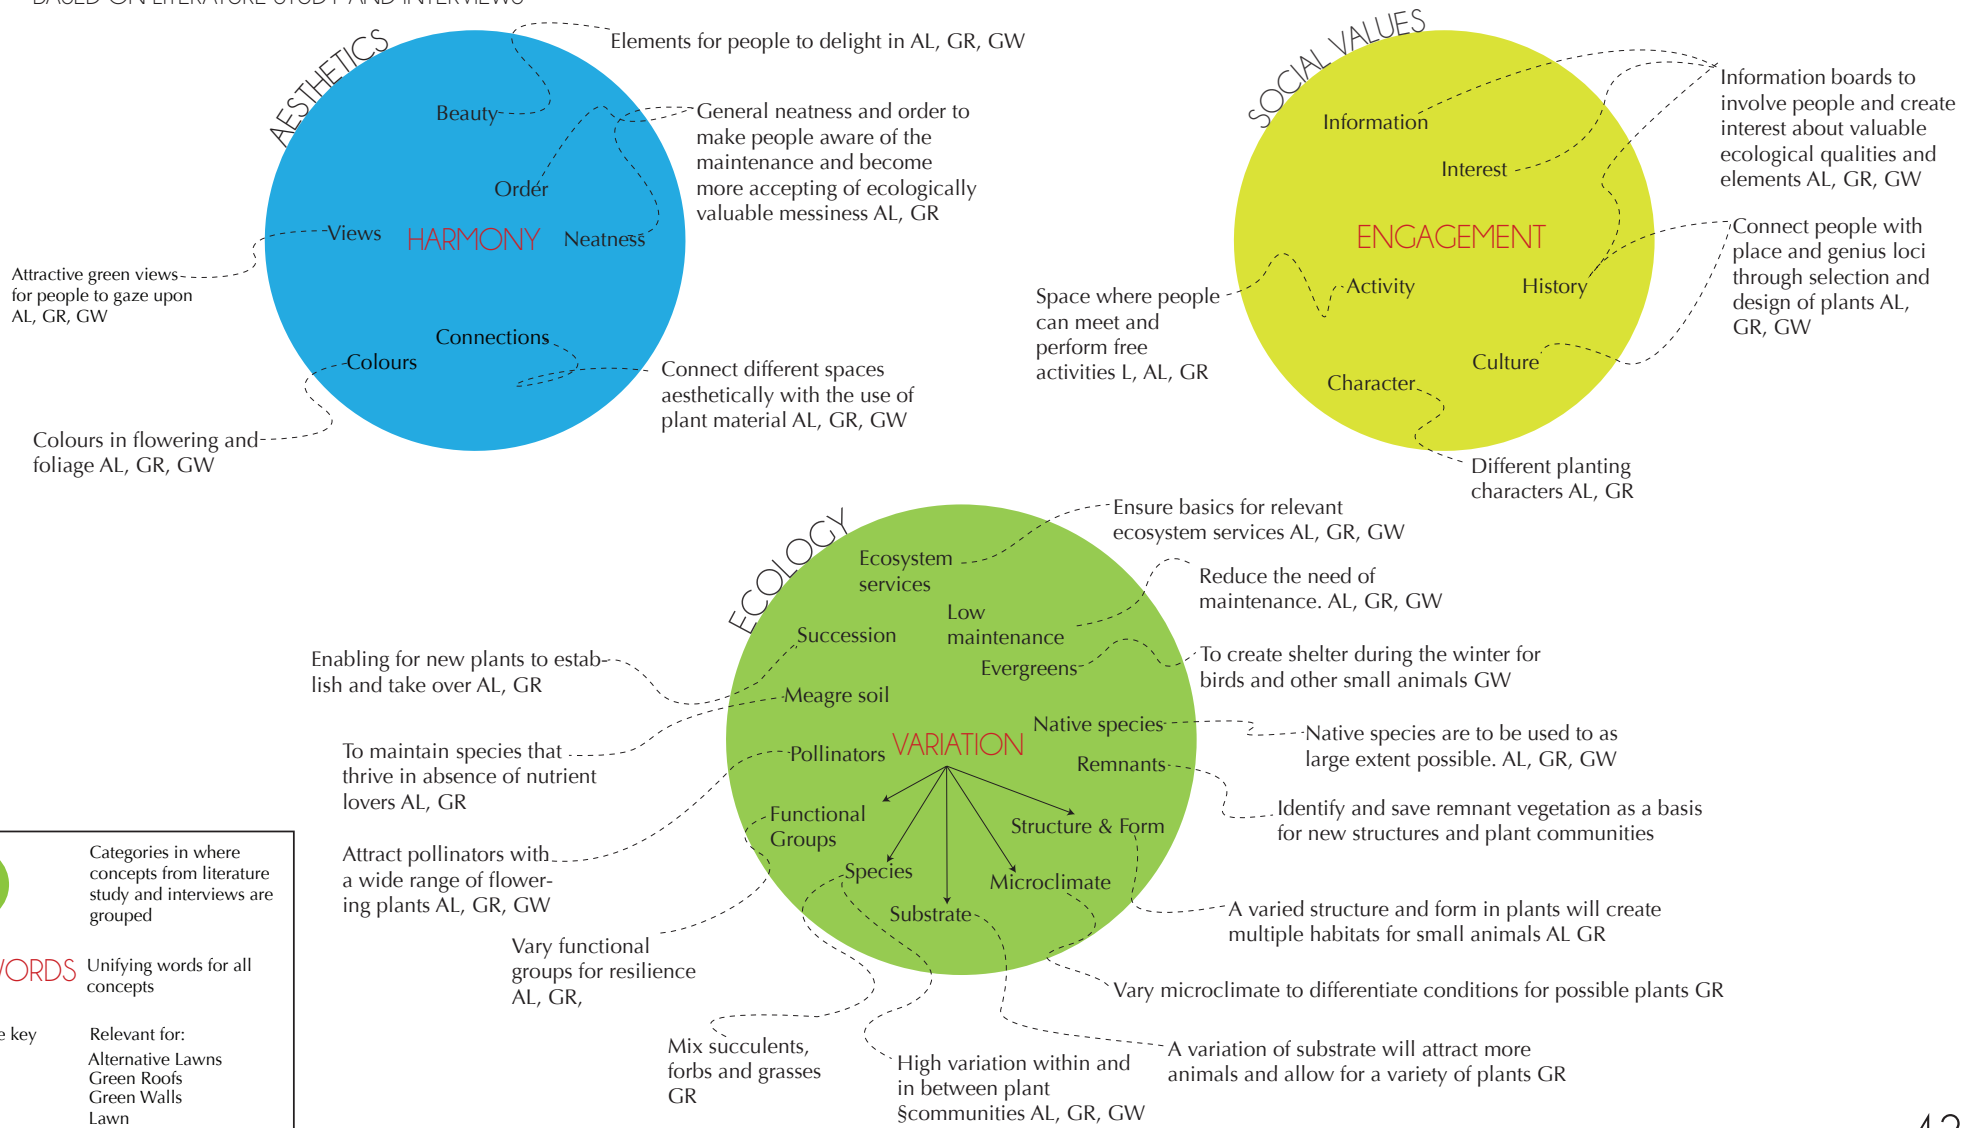 BASED ON LITERATURE STUDY AND INTERVIEWS
AESTHETICS
Beauty
Order
Views
HARMONY
Neatness
Connections
Colours
Elements for people to delight in AL, GR, GW
General neatness and order to
make people aware of the
maintenance and become
more accepting of ecologically
valuable messiness AL, GR
Attractive green views
for people to gaze upon
AL, GR, GW
Colours in flowering and
foliage AL, GR, GW
Connect different spaces
aesthetically with the use of
plant material AL, GR, GW
SOCIAL VALUES
Information
Interest
ENGAGEMENT
Activity
History
Culture
Character
Information boards to
involve people and create
interest about valuable
ecological qualities and
elements AL, GR, GW
Connect people with
place and genius loci
through selection and
design of plants AL,
GR, GW
Space where people
can meet and
perform free
activities L, AL, GR
Different planting
characters AL, GR
ECOLOGY
Ecosystem
services
Low
maintenance
Succession
Evergreens
Meagre soil
Native species
Pollinators
VARIATION
Remnants
Functional
Groups
Structure & Form
Species
Microclimate
Substrate
Ensure basics for relevant
ecosystem services AL, GR, GW
Reduce the need of
maintenance. AL, GR, GW
To create shelter during the winter for
birds and other small animals GW
Native species are to be used to as
large extent possible. AL, GR, GW
Identify and save remnant vegetation as a basis
for new structures and plant communities
A varied structure and form in plants will create
multiple habitats for small animals AL GR
Vary microclimate to differentiate conditions for possible plants GR
A variation of substrate will attract more
animals and allow for a variety of plants GR
High variation within and
in between plant
§communities AL, GR, GW
Mix succulents,
forbs and grasses
GR
Vary functional
groups for resilience
AL, GR,
Attract pollinators with
a wide range of flower-
ing plants AL, GR, GW
To maintain species that
thrive in absence of nutrient
lovers AL, GR
Enabling for new plants to estab-
lish and take over AL, GR
Categories in where
concepts from literature
study and interviews are
grouped
WORDS
Unifying words for all
concepts
e key
Relevant for:
Alternative Lawns
Green Roofs
Green Walls
Lawn